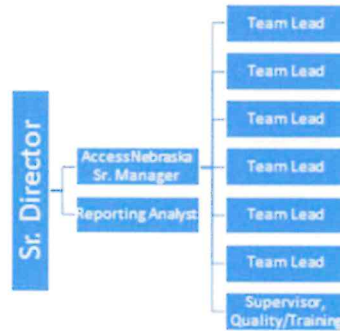 Sr. Director
AccessNebraska
Sr. Manager
Reporting Analyst
Team Lead
Team Lead
Team Lead
Team Lead
Team Lead
Team Lead
Supervisor,
Quality/Training